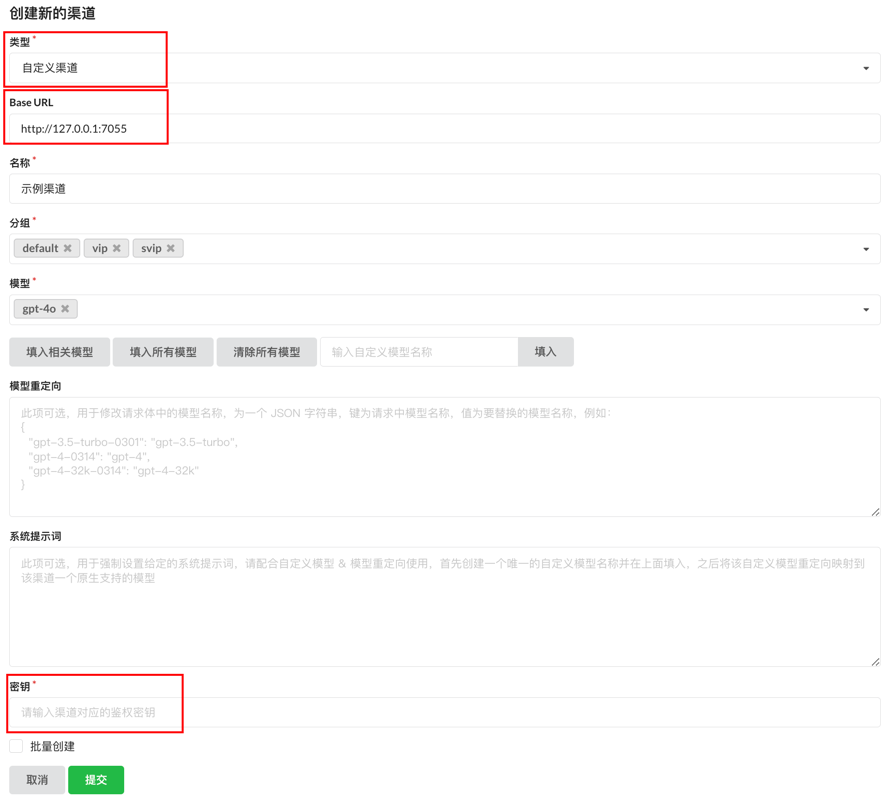 创建新的渠道
类型*
自定义渠道
Base URL
http://127.0.0.1:7055
名称*
示例渠道
分组*
default ✖ vip ✖ svip ✖
模型*
gpt-4o ✖
填入相关模型 填入所有模型 清除所有模型 输入自定义模型名称 填入
模型重定向
此项可选，用于修改请求体中的模型名称，为一个 JSON 字符串，键为请求中模型名称，值为要替换的模型名称，例如：
{
"gpt-3.5-turbo-0301": "gpt-3.5-turbo",
"gpt-4-0314": "gpt-4",
"gpt-4-32k-0314": "gpt-4-32k"
}
系统提示词
此项可选，用于强制设置给定的系统提示词，请配合自定义模型 & 模型重定向使用，首先创建一个唯一的自定义模型名称并在上面填入，之后将该自定义模型重定向映射到
该渠道一个原生支持的模型
密钥*
请输入渠道对应的鉴权密钥
批量创建
取消 提交